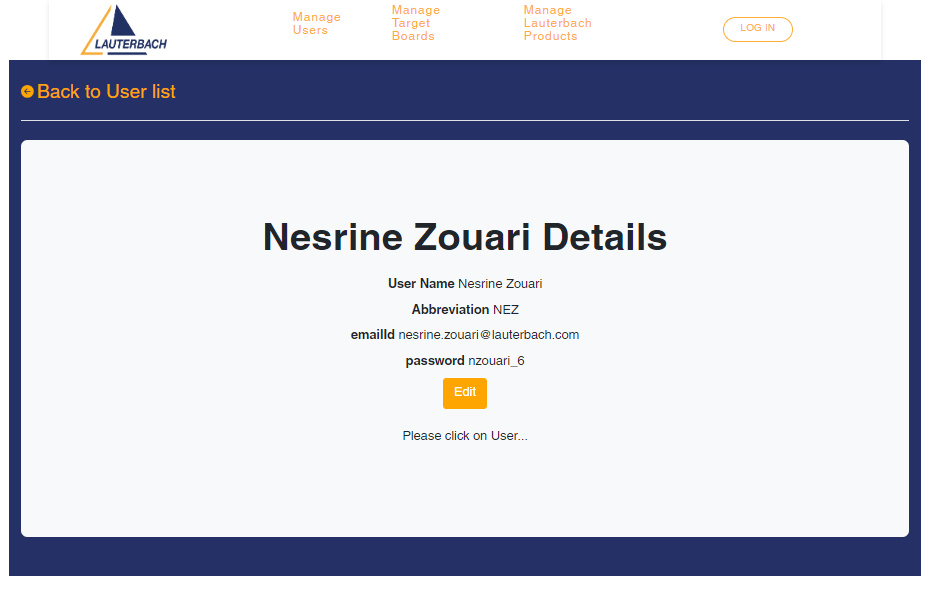 LAUTERBACH
Manage
Users
Manage
Target
Boards
Manage
Lauterbach
Products
LOG IN
Back to User list
Nesrine Zouari Details
User Name Nesrine Zouari
Abbreviation NEZ
emailId nesrine.zouari@lauterbach.com
password nzouari_6
Edit
Please click on User...